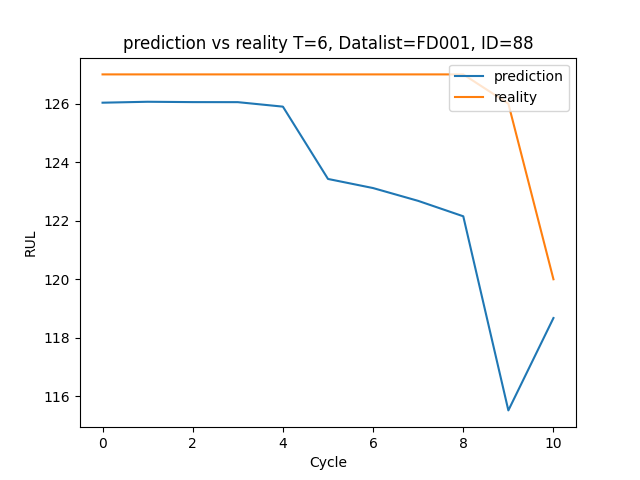 prediction vs reality T=6, Datalist=FD001, ID=88
prediction
reality
126
124
122
120
118
116
RUL
0 2 4 6 8 10
Cycle